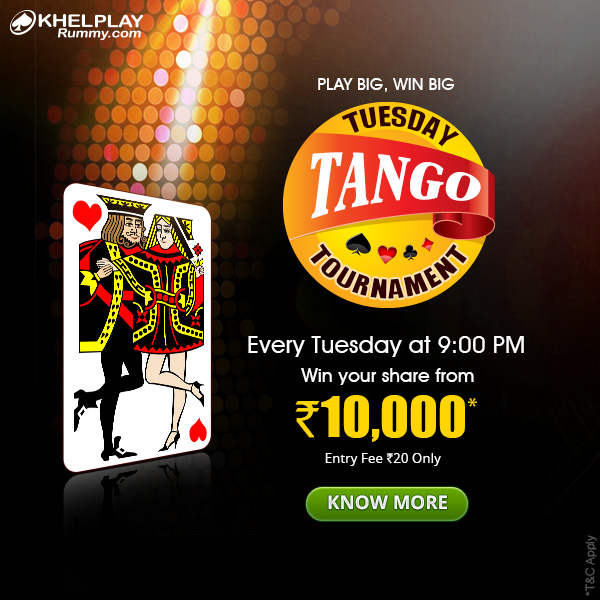 KHELPLAY
Rummy.com
PLAY BIG, WIN BIG
TUESDAY
TANGO
TOURNAMENT
Every Tuesday at 9:00 PM
Win your share from
₹10,000*
Entry Fee ₹20 Only
KNOW MORE
*T&C Apply